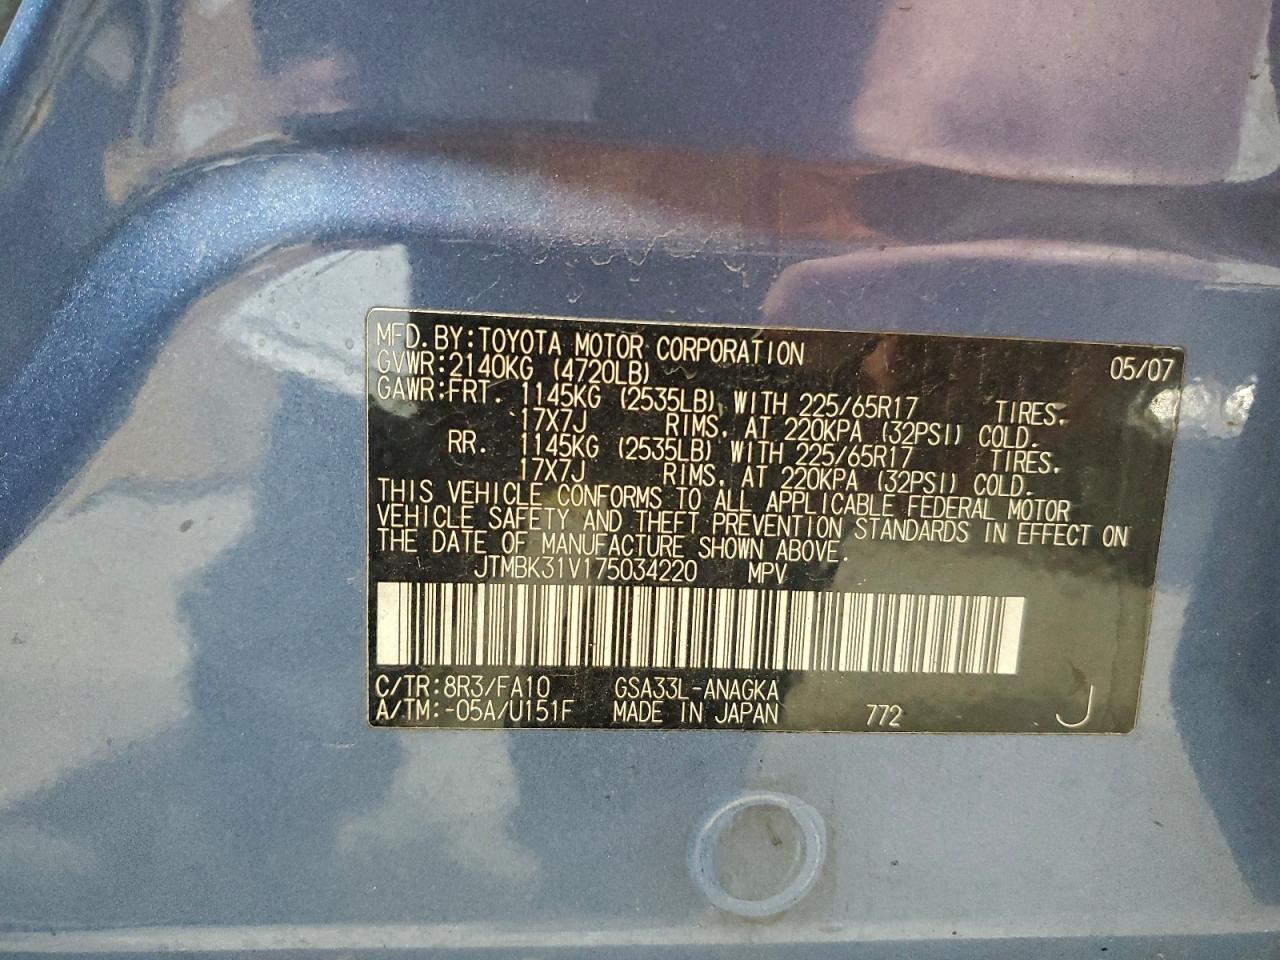 MFD. BY: TOYOTA MOTOR CORPORATION 05/07
GVWR: 2140KG (4720LB)
GAWR: FRT. 1145KG (2535LB) WITH 225/65R17 TIRES,
17X7J RIMS, AT 220KPA (32PSI) COLD.
RR. 1145KG (2535LB) WITH 225/65R17 TIRES,
17X7J RIMS, AT 220KPA (32PSI) COLD.
THIS VEHICLE CONFORMS TO ALL APPLICABLE FEDERAL MOTOR
VEHICLE SAFETY AND THEFT PREVENTION STANDARDS IN EFFECT ON
THE DATE OF MANUFACTURE SHOWN ABOVE.
JTMBK31V175034220 MPV
C/TR: 8R3/FA10 GSA33L-ANAGKA
A/TM: -05A/U151F MADE IN JAPAN 772 J